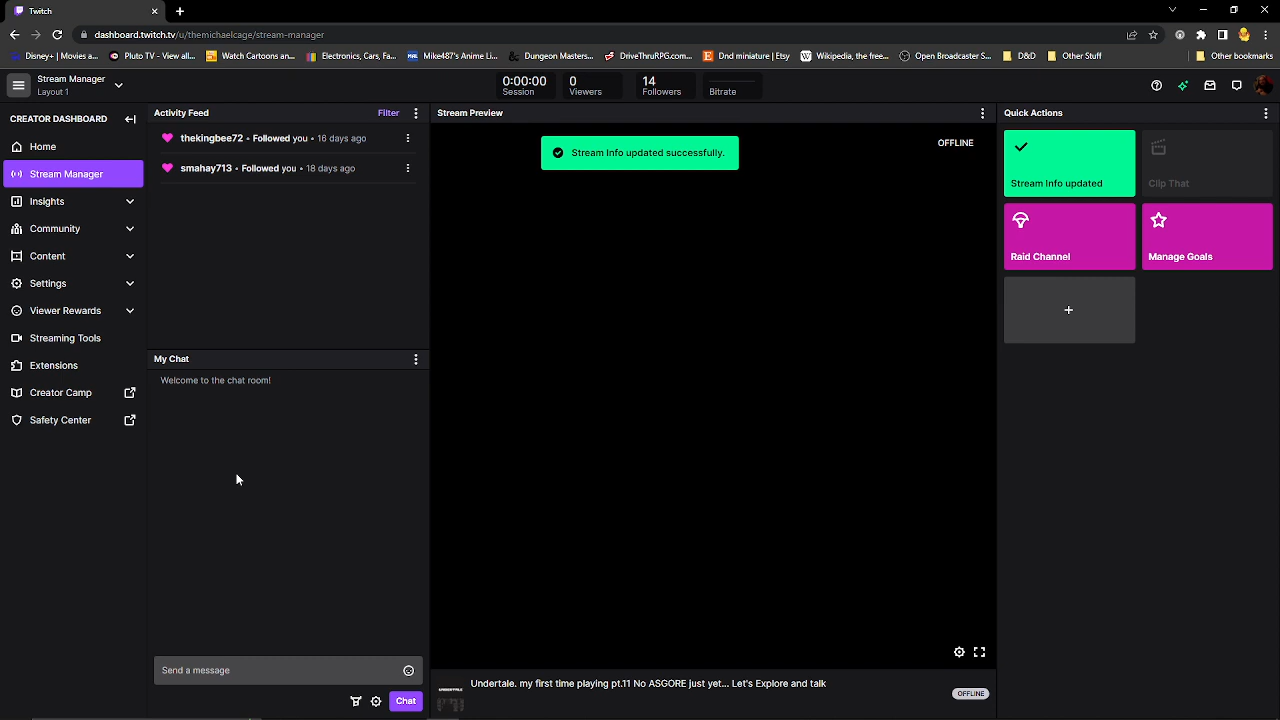 Twitch
dashboard.twitch.tv/u/themichaelcage/stream-manager
Disney+ | Movies a...
Pluto TV - View all...
Watch Cartoons an...
Electronics, Cars, Fa...
Mike487's Anime Li...
Dungeon Masters...
DriveThruRPG.com...
Dnd miniature | Etsy
Wikipedia, the free...
Open Broadcaster S...
D&D
Other Stuff
Other bookmarks
Stream Manager
Layout 1
0:00:00
Session
0
Viewers
14
Followers
Bitrate
CREATOR DASHBOARD
Home
Stream Manager
Insights
Community
Content
Settings
Viewer Rewards
Streaming Tools
Extensions
Creator Camp
Safety Center
Activity Feed
Filter
thekingbee72 • Followed you • 16 days ago
smahay713 • Followed you • 18 days ago
My Chat
Welcome to the chat room!
Send a message
Chat
Stream Preview
Stream Info updated successfully.
OFFLINE
UNDERTALE
Undertale. my first time playing pt.11 No ASGORE just yet... Let's Explore and talk
OFFLINE
Quick Actions
Stream Info updated
Clip That
Raid Channel
Manage Goals